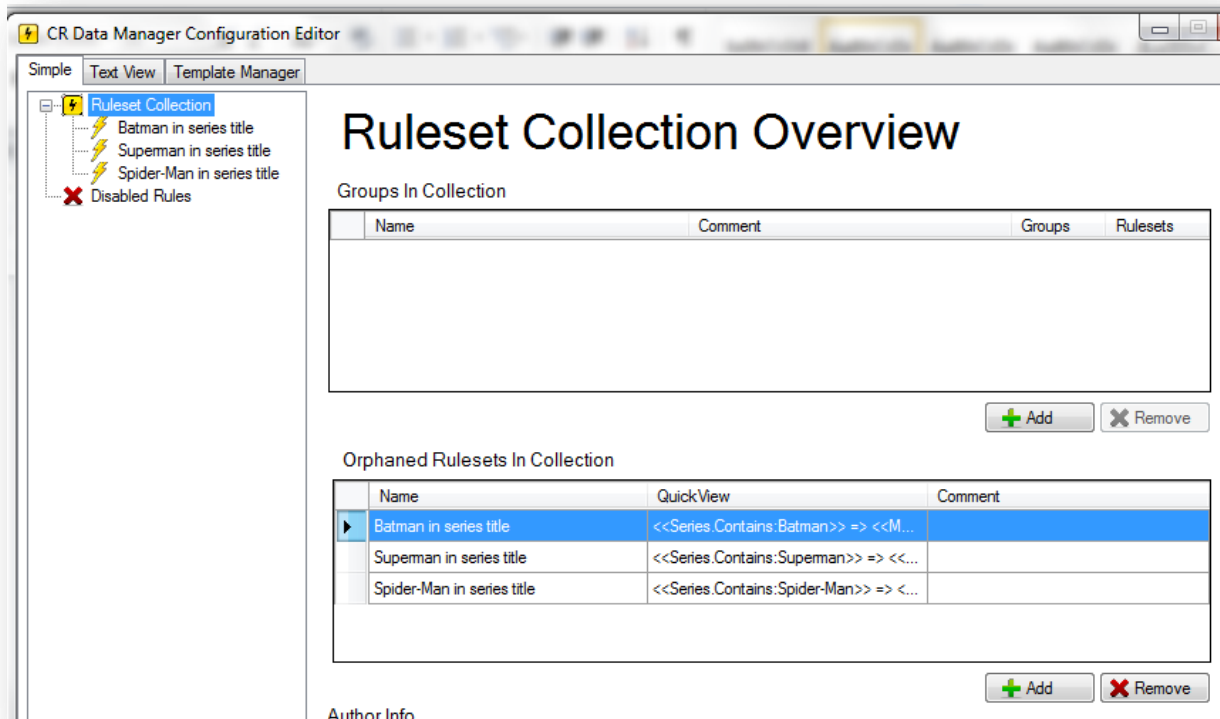 CR Data Manager Configuration Editor
Simple Text View Template Manager
Ruleset Collection
Batman in series title
Superman in series title
Spider-Man in series title
Disabled Rules
Ruleset Collection Overview
Groups In Collection
Name Comment Groups Rulesets
Add Remove
Orphaned Rulesets In Collection
Name QuickView Comment
Batman in series title <<Series.Contains:Batman>> => <<M...
Superman in series title <<Series.Contains:Superman>> => <<...
Spider-Man in series title <<Series.Contains:Spider-Man>> => <...
Add Remove
Author Info